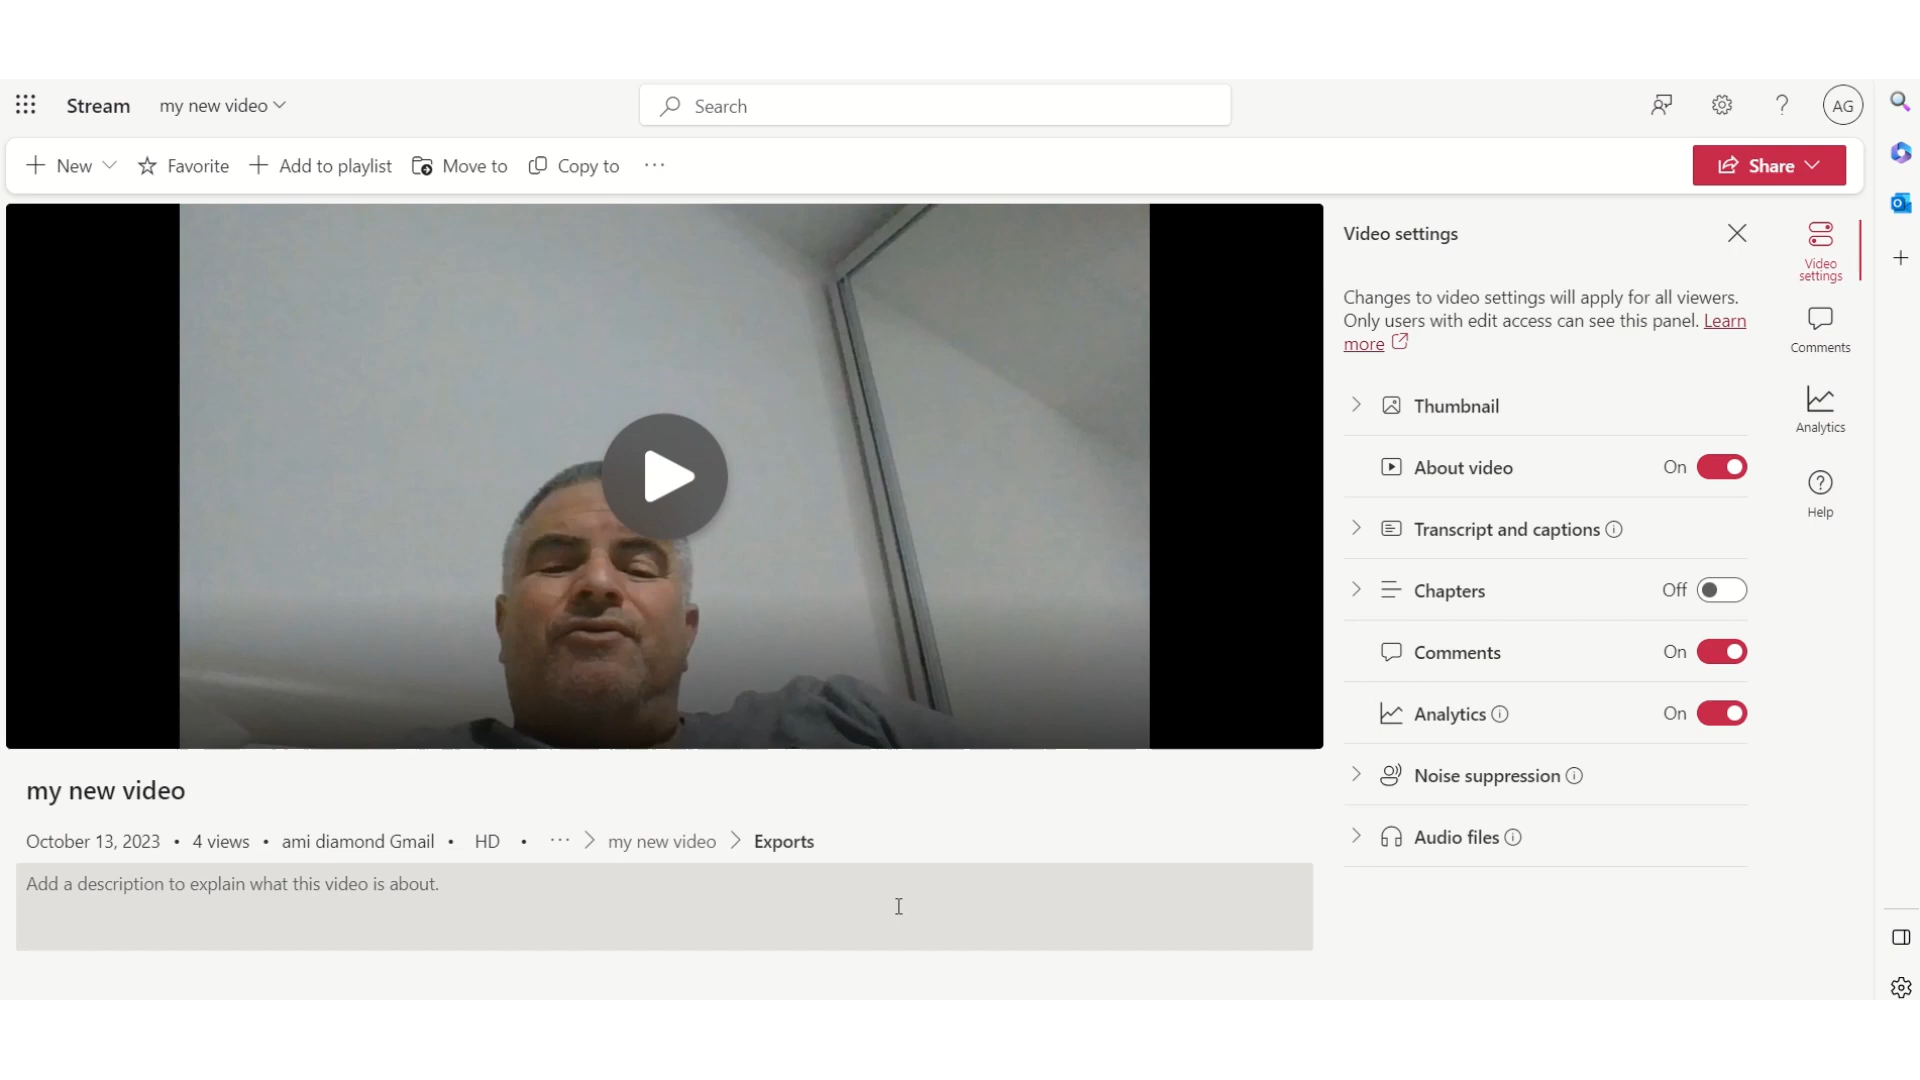 Stream my new video Search AG
New Favorite Add to playlist Move to Copy to ··· Share
Video settings
Changes to video settings will apply for all viewers.
Only users with edit access can see this panel. Learn
more
Thumbnail
About video On
Transcript and captions
Chapters Off
Comments On
Analytics On
Noise suppression
Audio files
Video
settings
Comments
Analytics
Help
my new video
October 13, 2023 • 4 views • ami diamond Gmail • HD • ··· > my new video > Exports
Add a description to explain what this video is about.